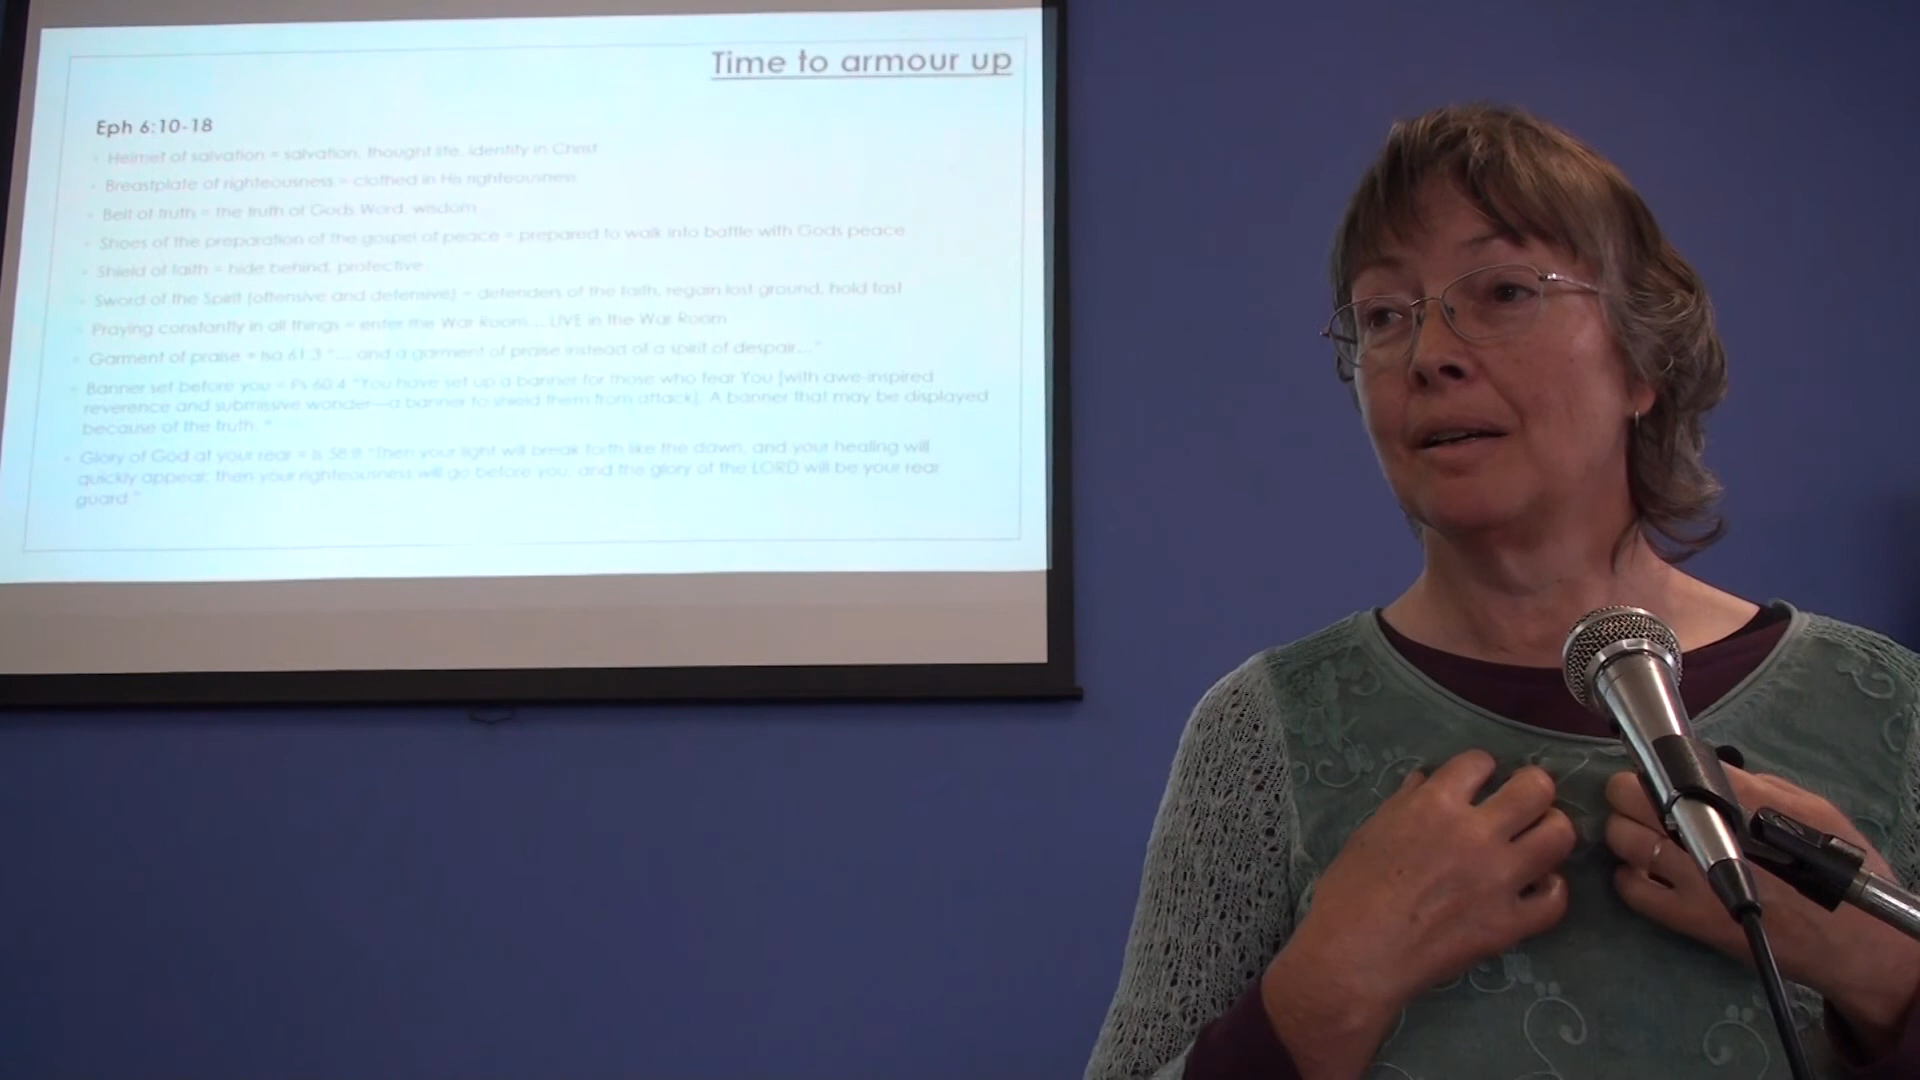 Time to armour up
Eph 6:10-18
Helmet of salvation = salvation, thought life, identity in Christ
Breastplate of righteousness = clothed in His righteousness
Belt of truth = the truth of Gods Word, wisdom
Shoes of the preparation of the gospel of peace = prepared to walk into battle with Gods peace
Shield of faith = hide behind, protective
Sword of the Spirit (offensive and defensive) = defenders of the faith, regain lost ground, hold fast
Praying constantly in all things = enter the War Room....LIVE in the War Room
Garment of praise = Isa 61:3 "... and a garment of praise instead of a spirit of despair..."
Banner set before you = Ps 60:4 "You have set up a banner for those who fear You [with awe-inspired
reverence and submissive wonder—a banner to shield them from attack], A banner that may be displayed
because of the truth. "
Glory of God at your rear = Is 58:8 "Then your light will break forth like the dawn, and your healing will
quickly appear; then your righteousness will go before you, and the glory of the LORD will be your rear
guard."